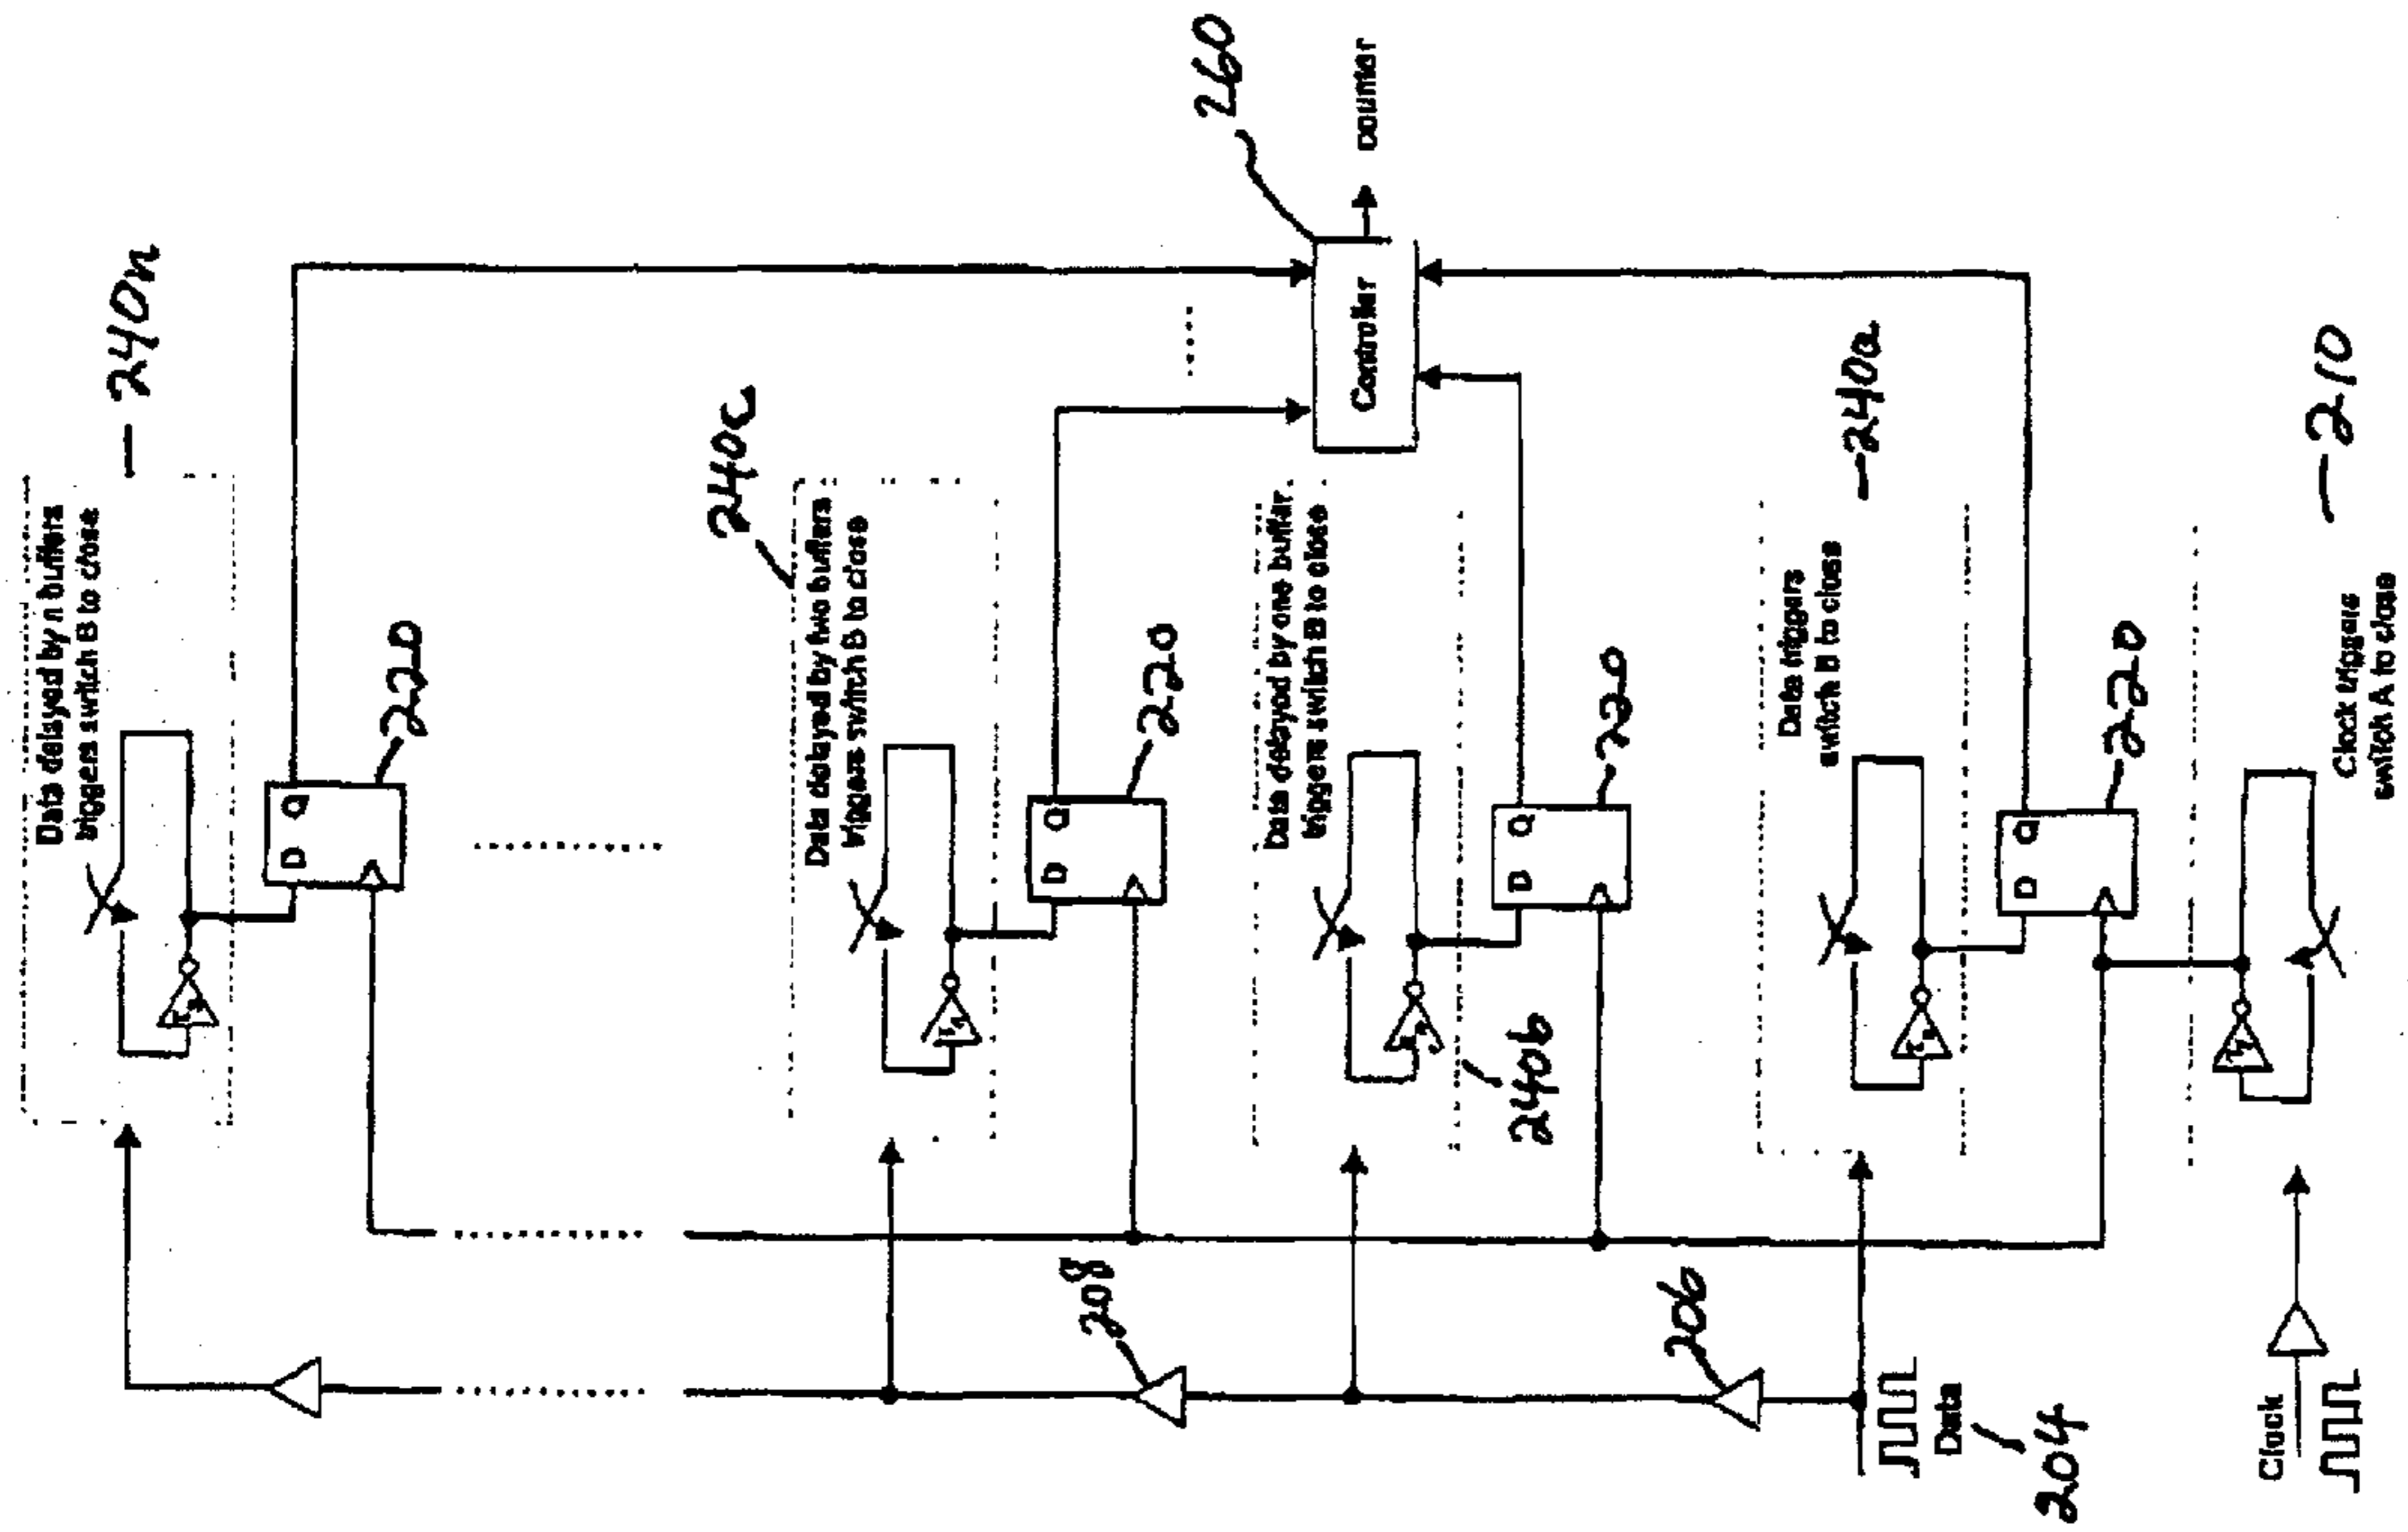 Data delayed by n buffers
triggers switch B to close
240n
D Q
220
240c
Data delayed by two buffers
triggers switch B to close
D Q
220
208
260
Controller
counter
Data delayed by one buffer
triggers switch B to close
240b
D Q
220
206
Data triggers
switch B to close
240a
D Q
220
Data
204
Clock
Clock triggers
switch A to close
210